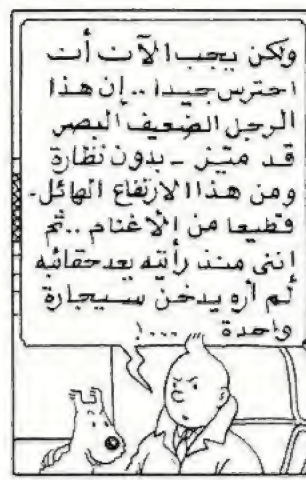 ولكن يجب الآن أن
احترس جيدا .. إن هذا
الرجل الضعيف البصر
قد ميّز - بدون نظارة
ومن هذا الارتفاع الهائل -
قطيعا من الأغنام .. ثم
اننى منذ رأيته يعد حقائبه
لم أره يدخن سيجارة
واحدة ....!